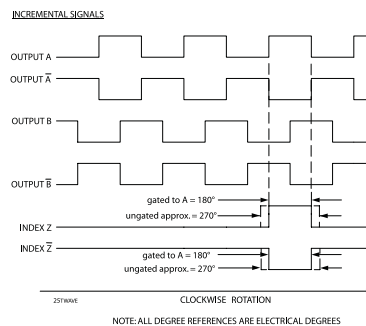 INCREMENTAL SIGNALS
OUTPUT A
OUTPUT A̅
OUTPUT B
OUTPUT B̅
gated to A = 180°
ungated approx. = 270°
INDEX Z
INDEX Z̅
gated to A = 180°
ungated approx. = 270°
25TWAVE
CLOCKWISE ROTATION
NOTE: ALL DEGREE REFERENCES ARE ELECTRICAL DEGREES